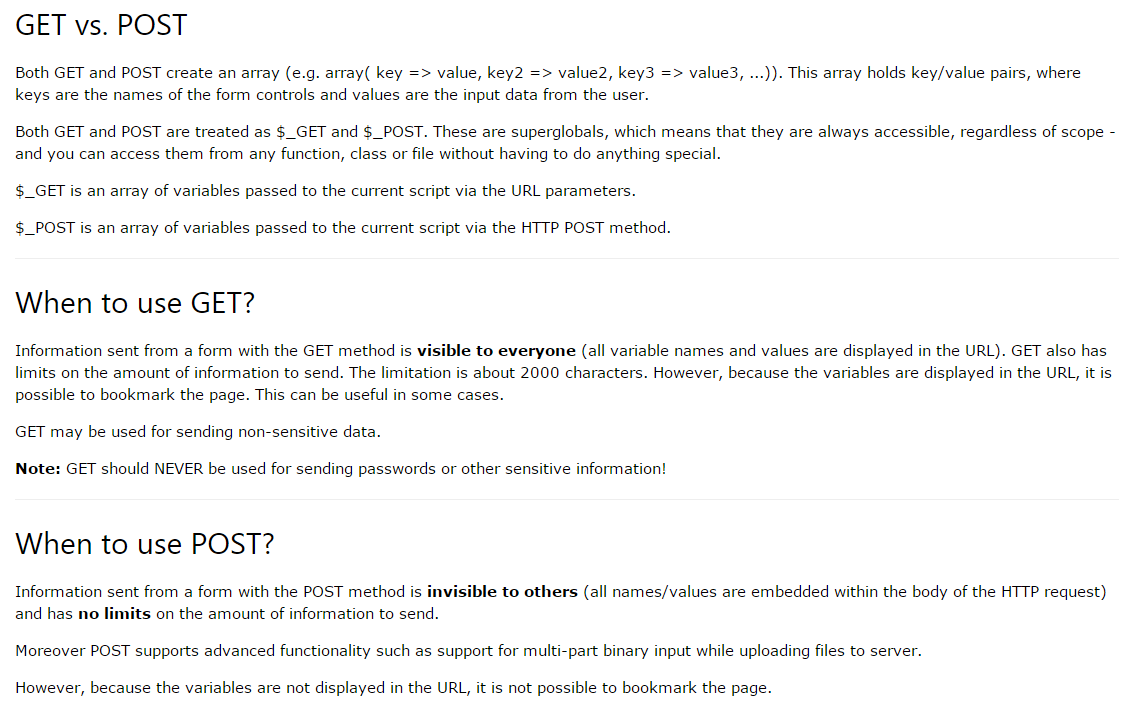 GET vs. POST
Both GET and POST create an array (e.g. array( key => value, key2 => value2, key3 => value3, ...)). This array holds key/value pairs, where
keys are the names of the form controls and values are the input data from the user.
Both GET and POST are treated as $_GET and $_POST. These are superglobals, which means that they are always accessible, regardless of scope -
and you can access them from any function, class or file without having to do anything special.
$_GET is an array of variables passed to the current script via the URL parameters.
$_POST is an array of variables passed to the current script via the HTTP POST method.
When to use GET?
Information sent from a form with the GET method is visible to everyone (all variable names and values are displayed in the URL). GET also has
limits on the amount of information to send. The limitation is about 2000 characters. However, because the variables are displayed in the URL, it is
possible to bookmark the page. This can be useful in some cases.
GET may be used for sending non-sensitive data.
Note: GET should NEVER be used for sending passwords or other sensitive information!
When to use POST?
Information sent from a form with the POST method is invisible to others (all names/values are embedded within the body of the HTTP request)
and has no limits on the amount of information to send.
Moreover POST supports advanced functionality such as support for multi-part binary input while uploading files to server.
However, because the variables are not displayed in the URL, it is not possible to bookmark the page.